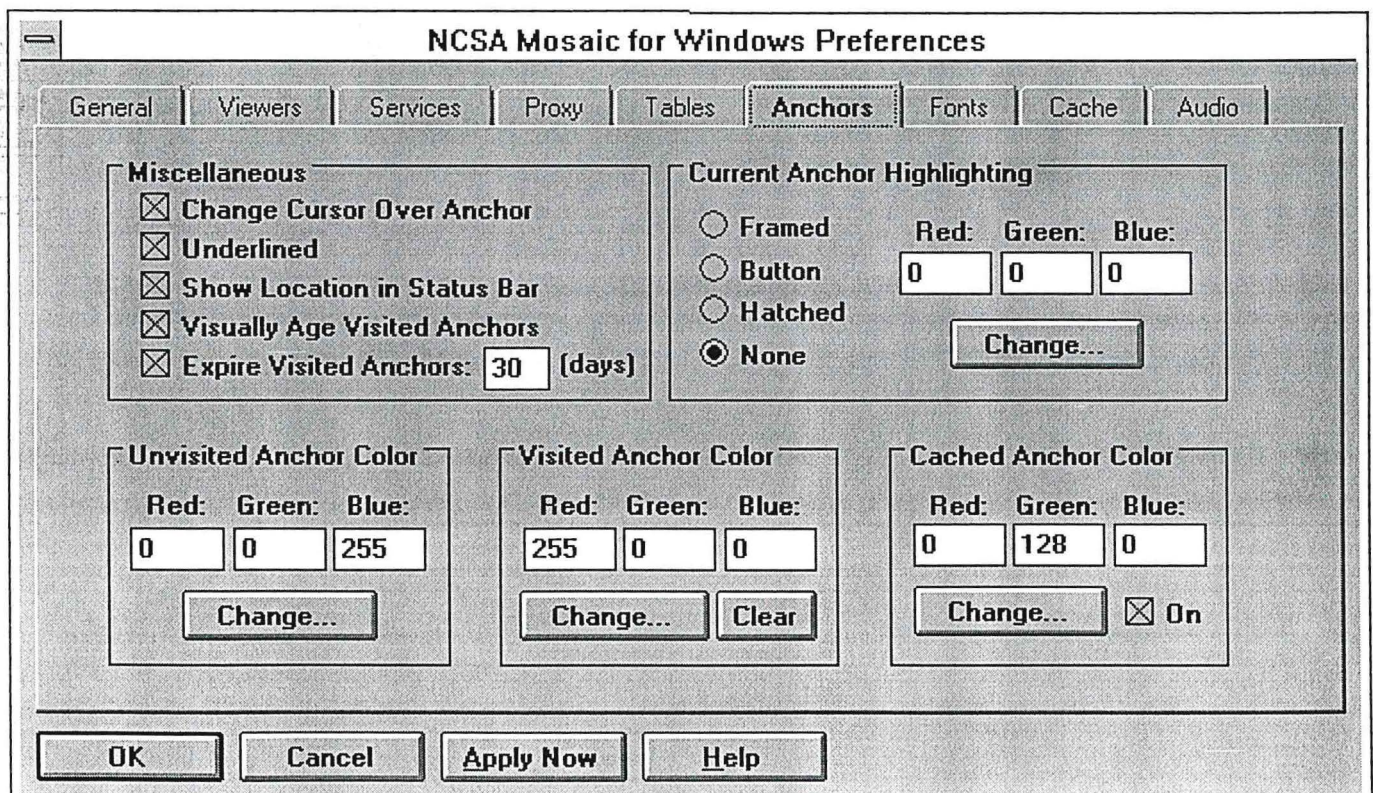 NCSA Mosaic for Windows Preferences
General Viewers Services Proxy Tables Anchors Fonts Cache Audio
Miscellaneous
Change Cursor Over Anchor
Underlined
Show Location in Status Bar
Visually Age Visited Anchors
Expire Visited Anchors: 30 (days)
Current Anchor Highlighting
Framed
Button
Hatched
None
Red: Green: Blue:
0 0 0
Change...
Unvisited Anchor Color
Red: Green: Blue:
0 0 255
Change...
Visited Anchor Color
Red: Green: Blue:
255 0 0
Change... Clear
Cached Anchor Color
Red: Green: Blue:
0 128 0
Change... On
OK Cancel Apply Now Help